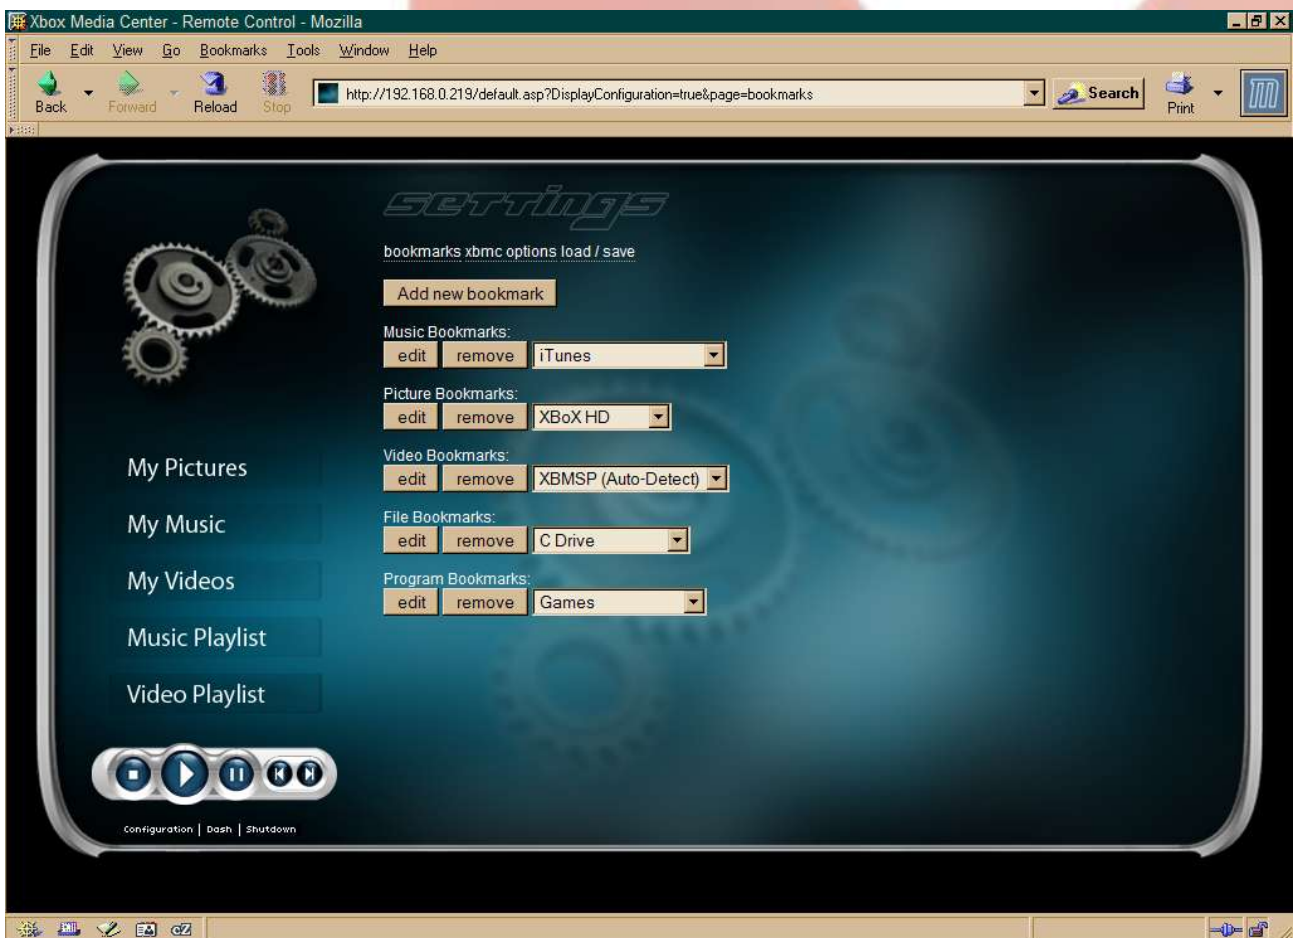 Xbox Media Center - Remote Control - Mozilla
File Edit View Go Bookmarks Tools Window Help
Back Forward Reload Stop http://192.168.0.219/default.asp?DisplayConfiguration=true&page=bookmarks Search Print
settings
bookmarks xbmc options load / save
Add new bookmark
Music Bookmarks:
edit remove iTunes
Picture Bookmarks:
edit remove XBoX HD
Video Bookmarks:
edit remove XBMSP (Auto-Detect)
File Bookmarks:
edit remove C Drive
Program Bookmarks:
edit remove Games
My Pictures
My Music
My Videos
Music Playlist
Video Playlist
Configuration | Dash | Shutdown